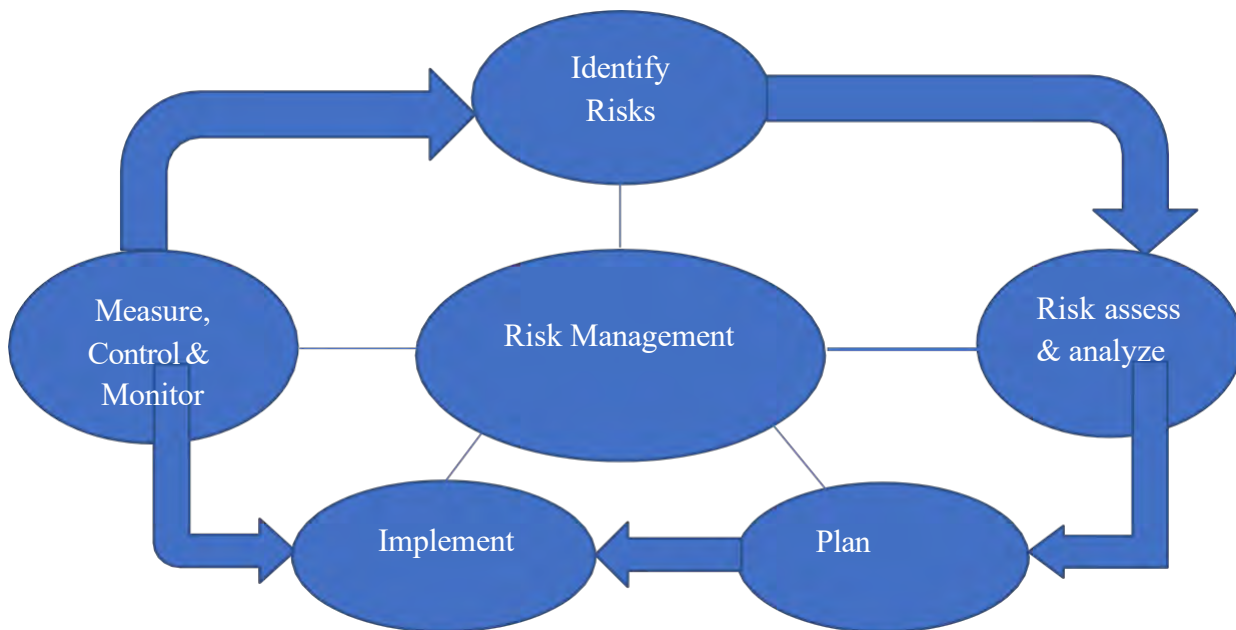 Identify
Risks
Risk Management
Measure,
Control &
Monitor
Risk assess
& analyze
Implement
Plan